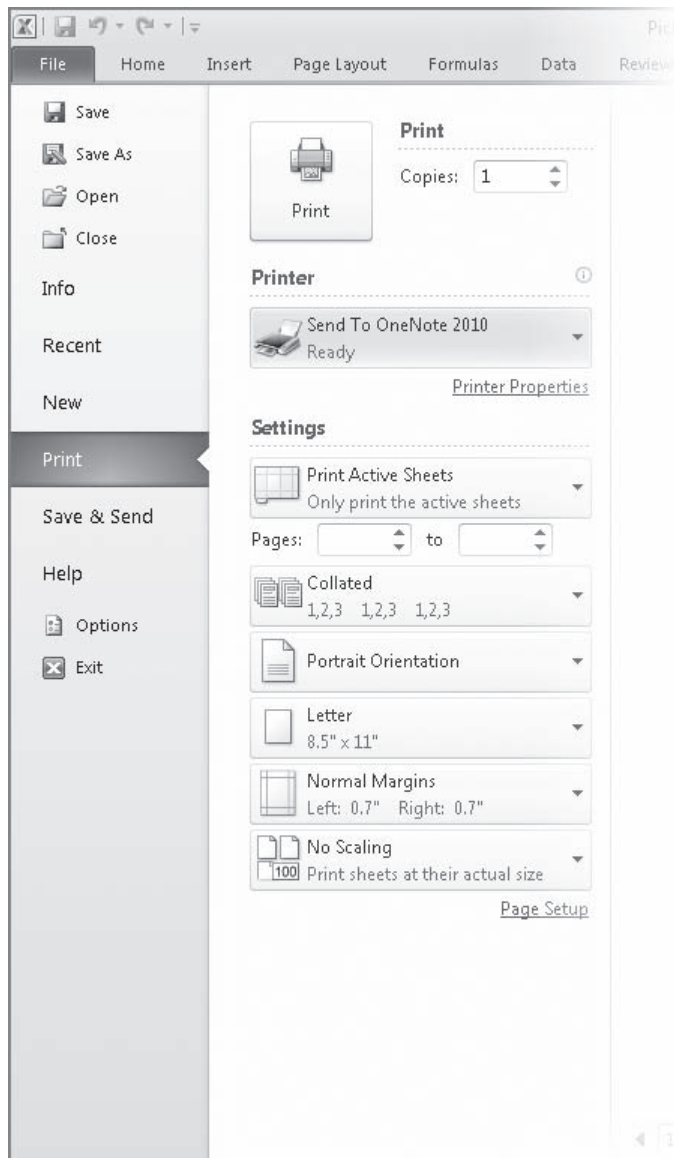 File Home Insert Page Layout Formulas Data Review
Save
Save As
Open
Close
Info
Recent
New
Print
Save & Send
Help
Options
Exit
Print
Print
Copies: 1
Printer
Send To OneNote 2010
Ready
Printer Properties
Settings
Print Active Sheets
Only print the active sheets
Pages: to
Collated
1,2,3 1,2,3 1,2,3
Portrait Orientation
Letter
8.5" x 11"
Normal Margins
Left: 0.7" Right: 0.7"
No Scaling
100 Print sheets at their actual size
Page Setup